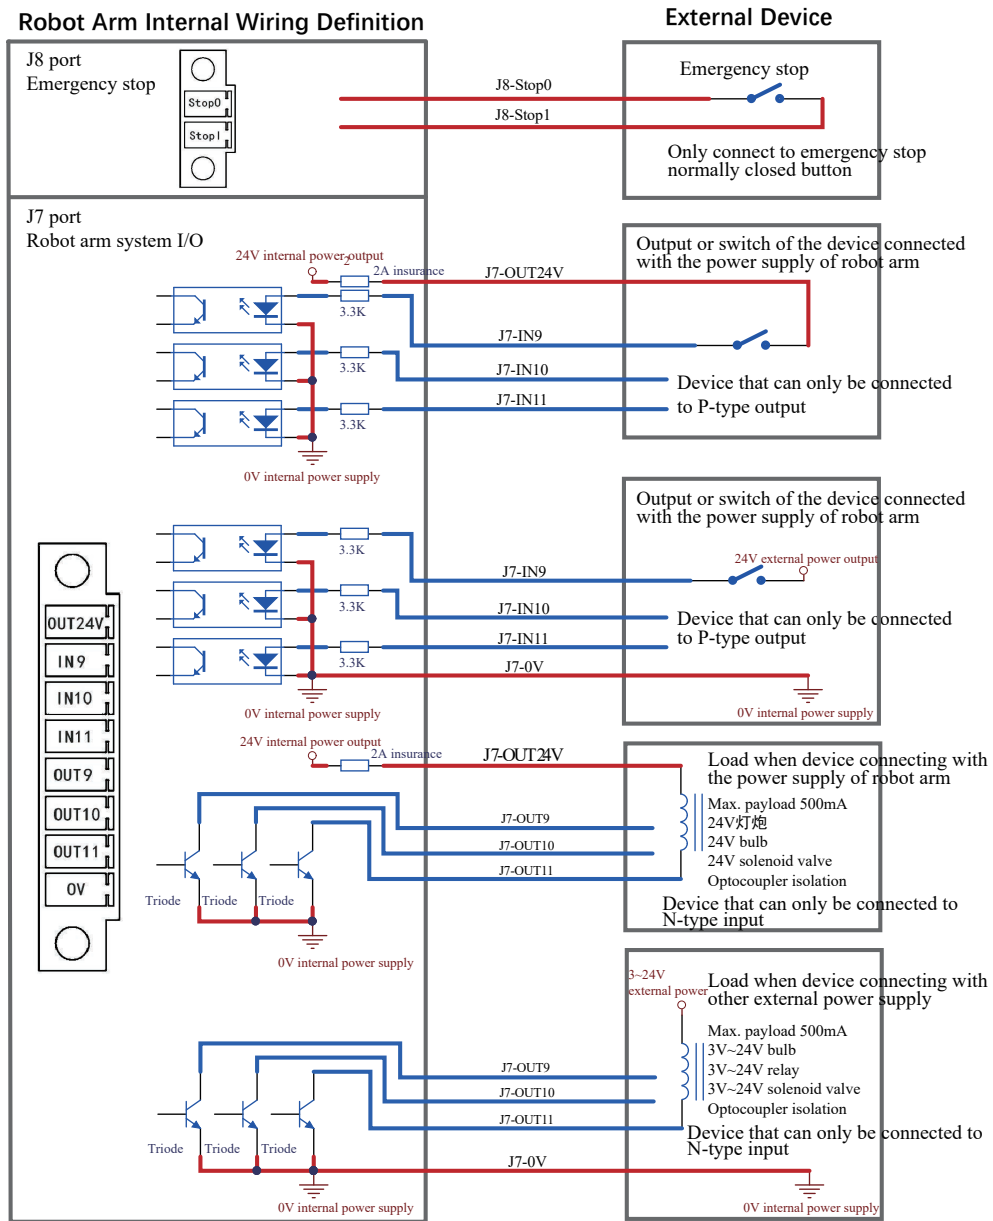 Robot Arm Internal Wiring Definition
External Device
J8 port
Emergency stop
Stop0
Stop1
J8-Stop0
J8-Stop1
Emergency stop
Only connect to emergency stop
normally closed button
J7 port
Robot arm system I/O
24V internal power output
2
2A insurance
3.3K
3.3K
3.3K
0V internal power supply
J7-OUT24V
J7-IN9
J7-IN10
J7-IN11
Output or switch of the device connected
with the power supply of robot arm
Device that can only be connected
to P-type output
3.3K
3.3K
3.3K
0V internal power supply
J7-IN9
J7-IN10
J7-IN11
J7-0V
Output or switch of the device connected
with the power supply of robot arm
24V external power output
Device that can only be connected
to P-type output
0V internal power supply
OUT24V
IN9
IN10
IN11
OUT9
OUT10
OUT11
0V
24V internal power output
2A insurance
Triode
Triode
Triode
0V internal power supply
J7-OUT24V
J7-OUT9
J7-OUT10
J7-OUT11
Load when device connecting with
the power supply of robot arm
Max. payload 500mA
24V灯炮
24V bulb
24V solenoid valve
Optocoupler isolation
Device that can only be connected to
N-type input
Triode
Triode
Triode
0V internal power supply
J7-OUT9
J7-OUT10
J7-OUT11
J7-0V
3~24V
external power
Load when device connecting with
other external power supply
Max. payload 500mA
3V~24V bulb
3V~24V relay
3V~24V solenoid valve
Optocoupler isolation
Device that can only be connected to
N-type input
0V internal power supply